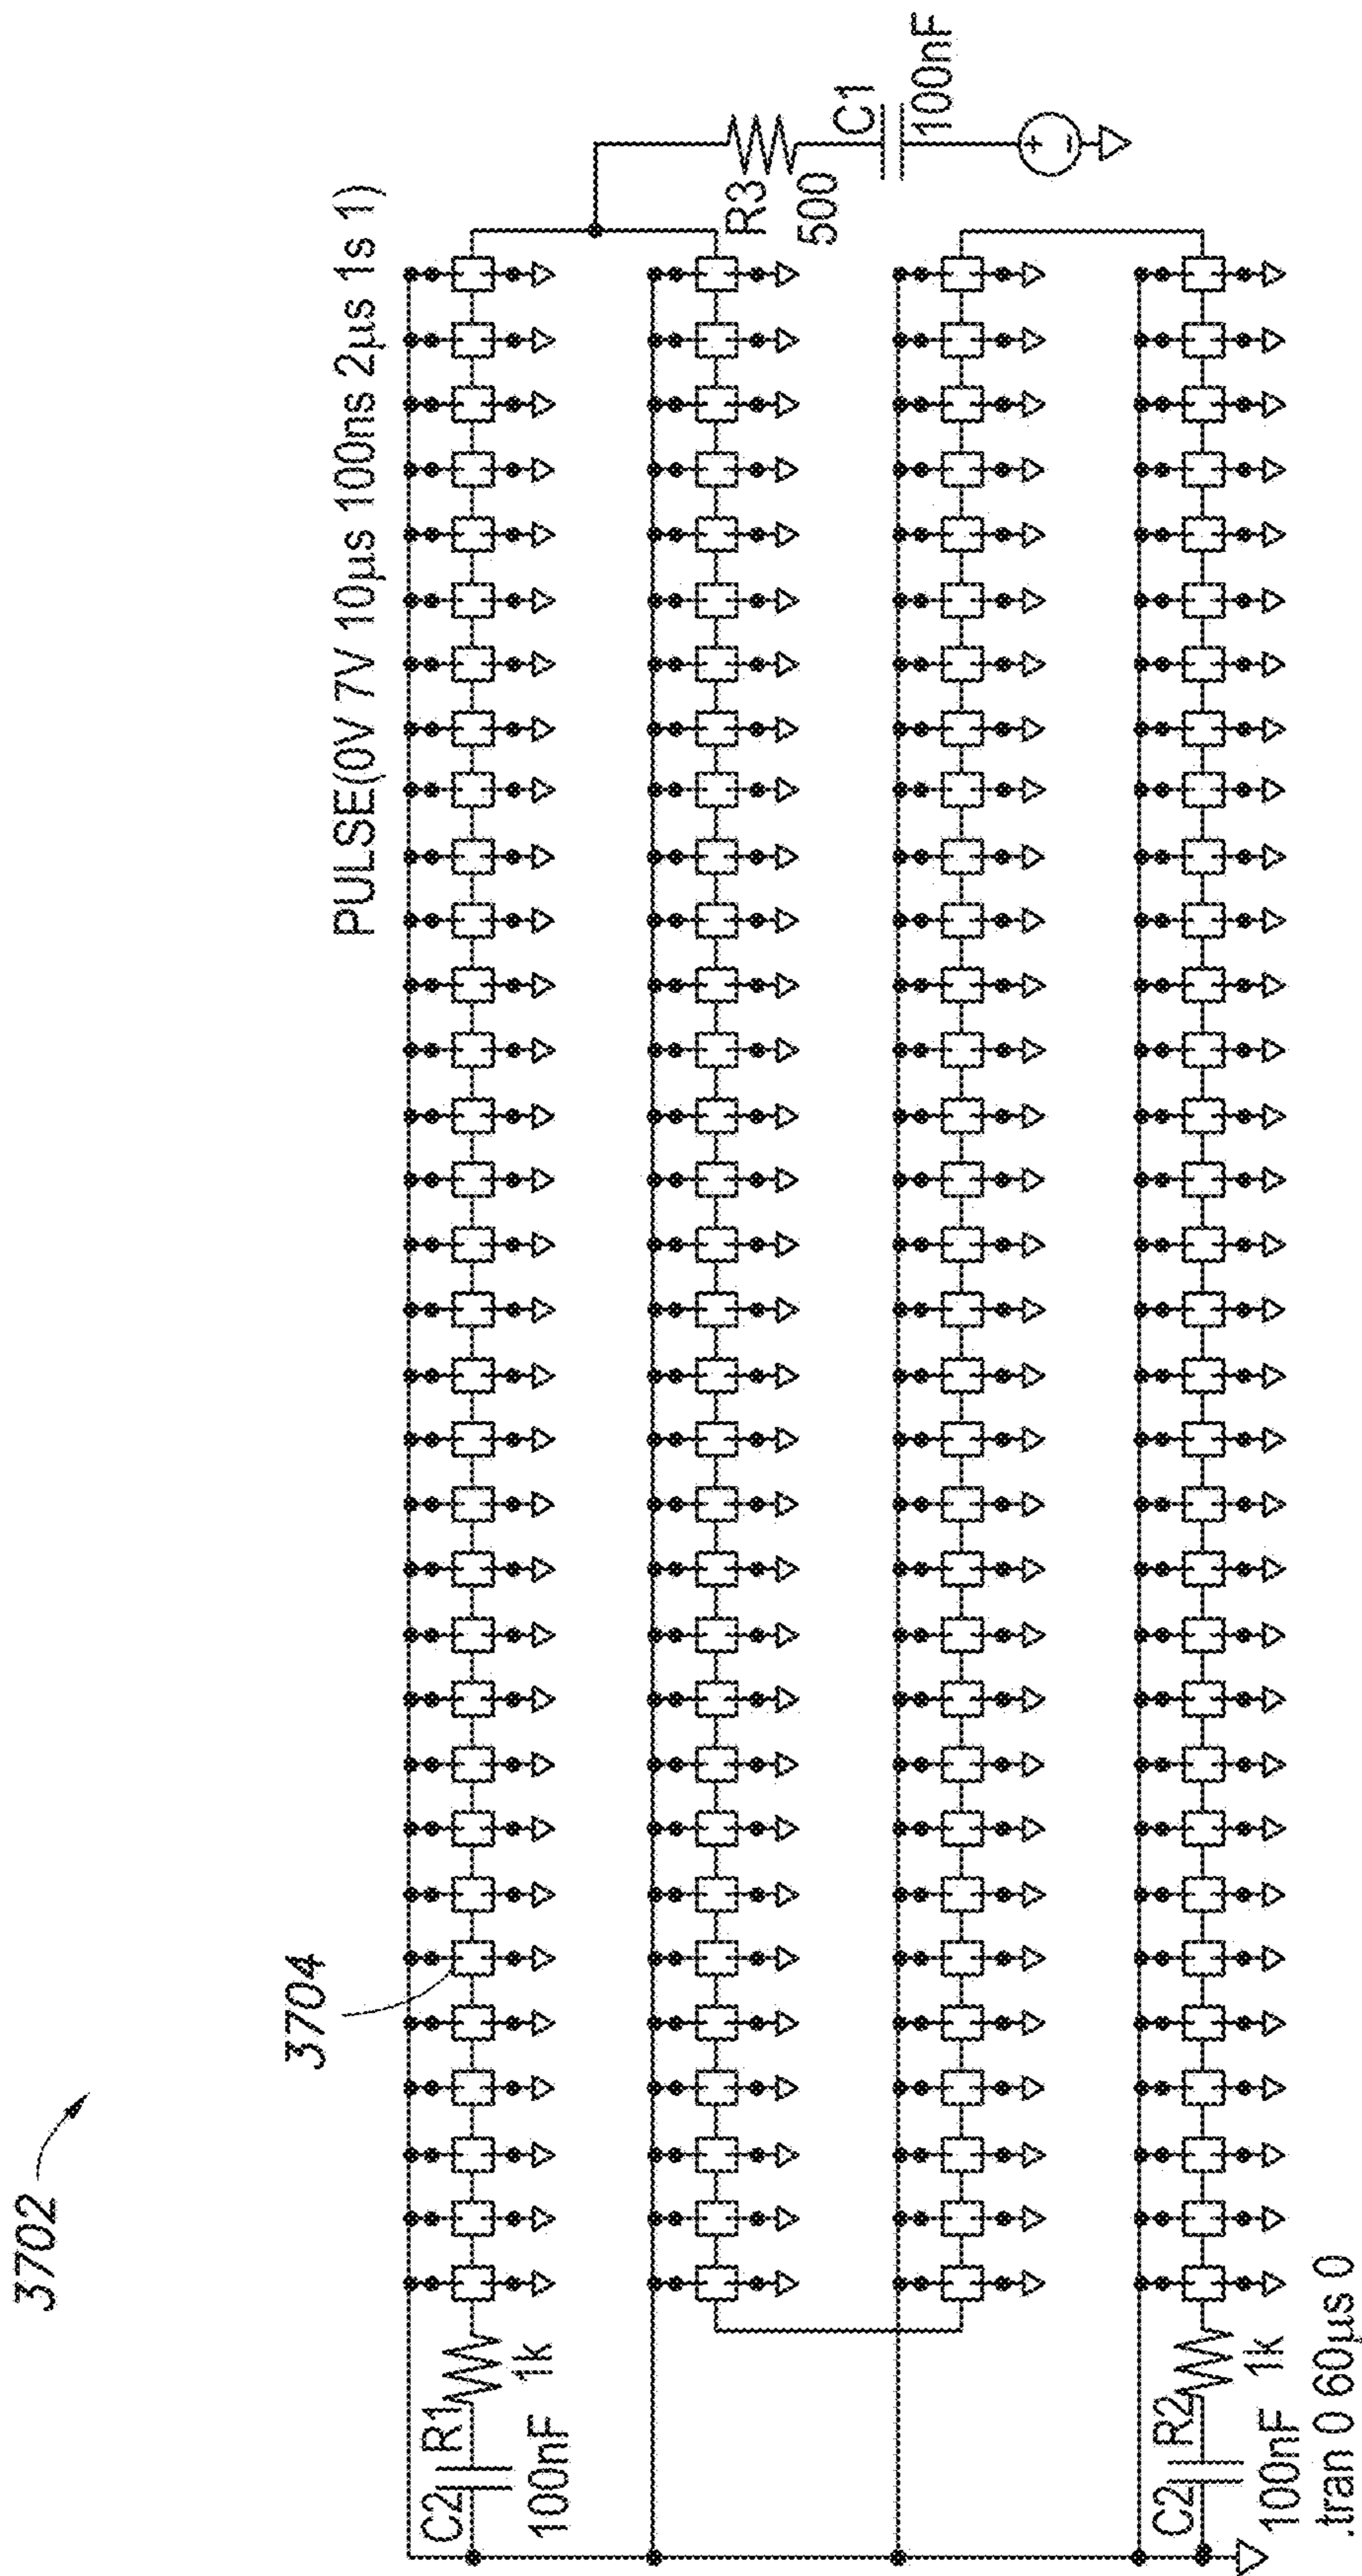 3702
3704
PULSE(0V 7V 10µs 100ns 2µs 1s 1)
C2
R1
100nF
1k
R3
500
C1
100nF
C2
R2
100nF
1k
.tran 0 60µs 0